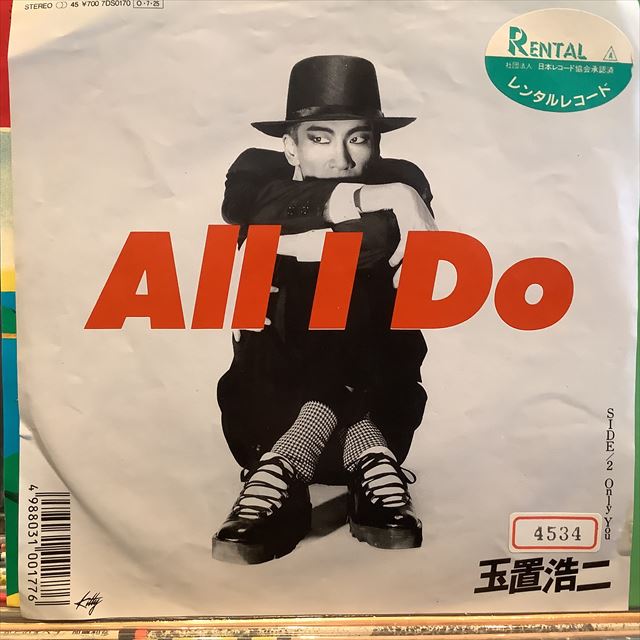 STEREO 45 ¥700 7DS0170 O・7・25
RENTAL
社団法人 日本レコード協会承認済
レンタルレコード
All I Do
SIDE/2 Only You
4534
玉置浩二
4988031001776
Kitty